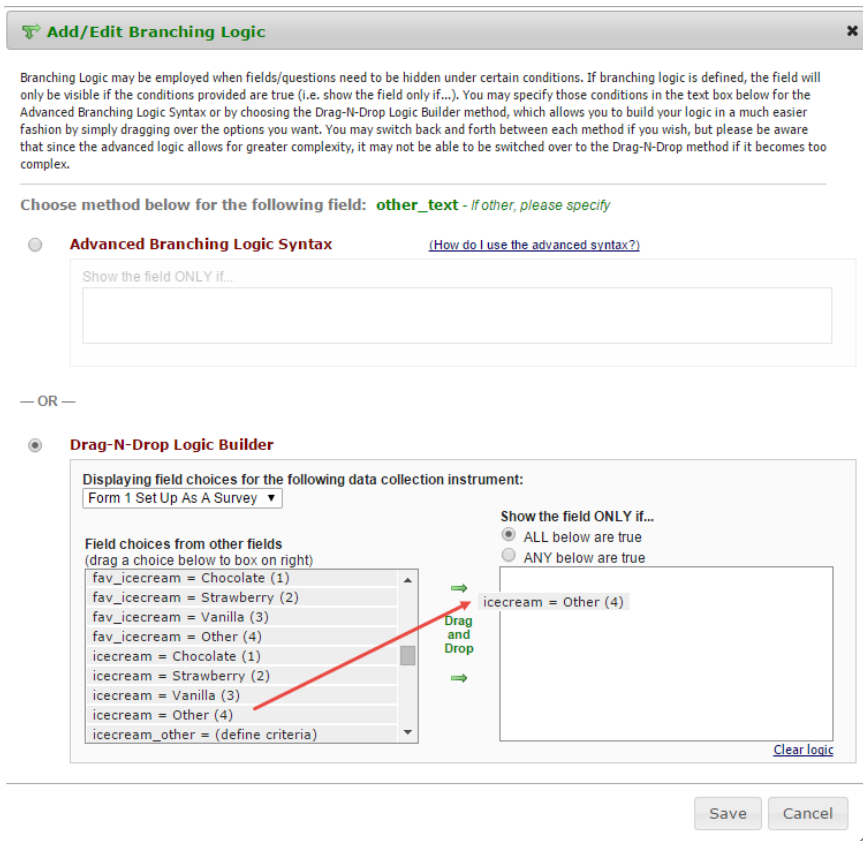 Add/Edit Branching Logic
Branching Logic may be employed when fields/questions need to be hidden under certain conditions. If branching logic is defined, the field will
only be visible if the conditions provided are true (i.e. show the field only if...). You may specify those conditions in the text box below for the
Advanced Branching Logic Syntax or by choosing the Drag-N-Drop Logic Builder method, which allows you to build your logic in a much easier
fashion by simply dragging over the options you want. You may switch back and forth between each method if you wish, but please be aware
that since the advanced logic allows for greater complexity, it may not be able to be switched over to the Drag-N-Drop method if it becomes too
complex.
Choose method below for the following field: other_text - If other, please specify
Advanced Branching Logic Syntax (How do I use the advanced syntax?)
Show the field ONLY if...
— OR —
Drag-N-Drop Logic Builder
Displaying field choices for the following data collection instrument:
Form 1 Set Up As A Survey
Field choices from other fields
(drag a choice below to box on right)
fav_icecream = Chocolate (1)
fav_icecream = Strawberry (2)
fav_icecream = Vanilla (3)
fav_icecream = Other (4)
icecream = Chocolate (1)
icecream = Strawberry (2)
icecream = Vanilla (3)
icecream = Other (4)
icecream_other = (define criteria)
Drag
and
Drop
Show the field ONLY if...
ALL below are true
ANY below are true
icecream = Other (4)
Clear logic
Save Cancel